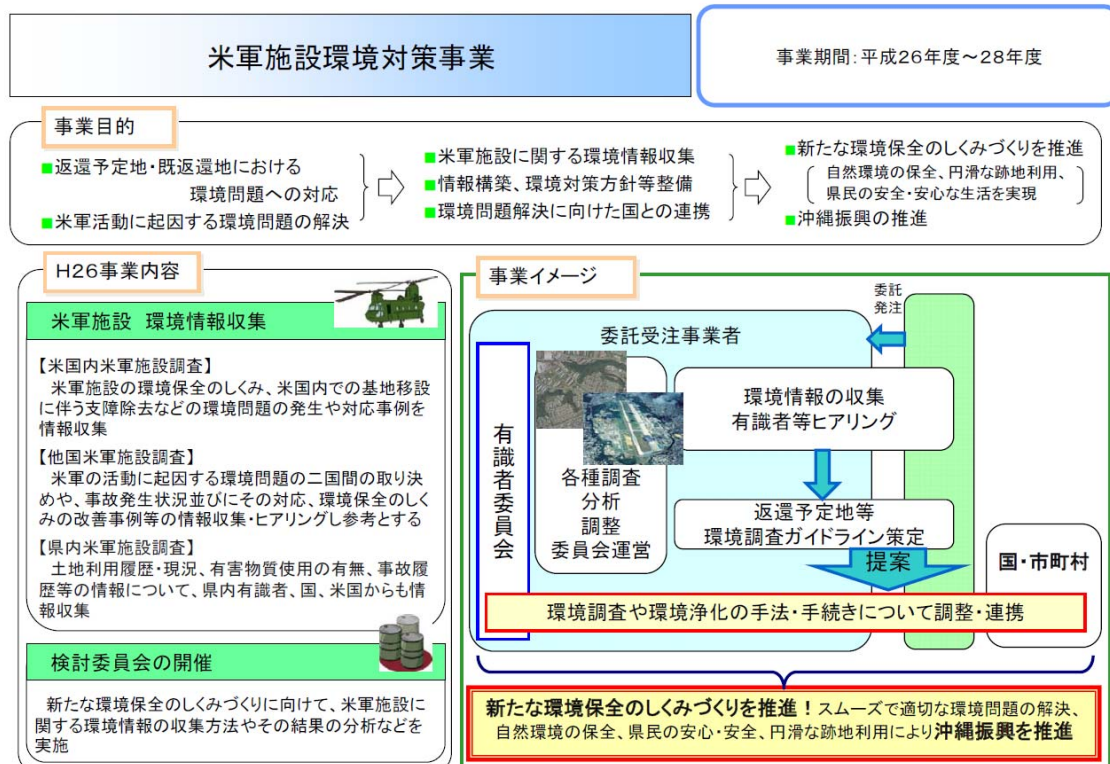 米軍施設環境対策事業
事業期間：平成26年度～28年度
事業目的
■返還予定地・既返還地における
環境問題への対応
■米軍活動に起因する環境問題の解決
■米軍施設に関する環境情報収集
■情報構築、環境対策方針等整備
■環境問題解決に向けた国との連携
■新たな環境保全のしくみづくりを推進
自然環境の保全、円滑な跡地利用、
県民の安全・安心な生活を実現
■沖縄振興の推進
H26事業内容
米軍施設 環境情報収集
【米国内米軍施設調査】
米軍施設の環境保全のしくみ、米国内での基地移設
に伴う支障除去などの環境問題の発生や対応事例を
情報収集
【他国米軍施設調査】
米軍の活動に起因する環境問題の二国間の取り決
めや、事故発生状況並びにその対応、環境保全のしく
みの改善事例等の情報収集・ヒアリングし参考とする
【県内米軍施設調査】
土地利用履歴・現況、有害物質使用の有無、事故履
歴等の情報について、県内有識者、国、米国からも情
報収集
検討委員会の開催
新たな環境保全のしくみづくりに向けて、米軍施設に
関する環境情報の収集方法やその結果の分析などを
実施
事業イメージ
委託
発注
委託受注事業者
有識者委員会
各種調査
分析
調整
委員会運営
環境情報の収集
有識者等ヒアリング
返還予定地等
環境調査ガイドライン策定
提案
国・市町村
環境調査や環境浄化の手法・手続きについて調整・連携
新たな環境保全のしくみづくりを推進！スムーズで適切な環境問題の解決、
自然環境の保全、県民の安心・安全、円滑な跡地利用により沖縄振興を推進